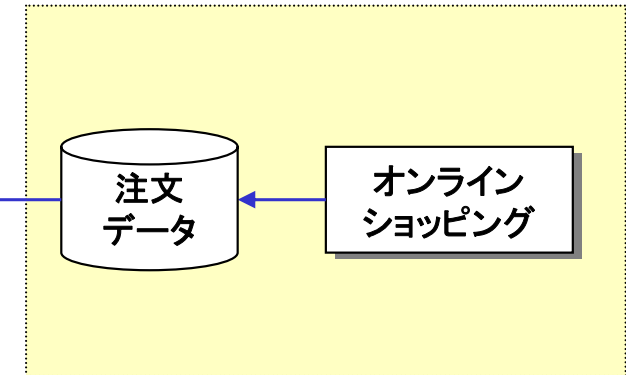 注文
データ
オンライン
ショッピング